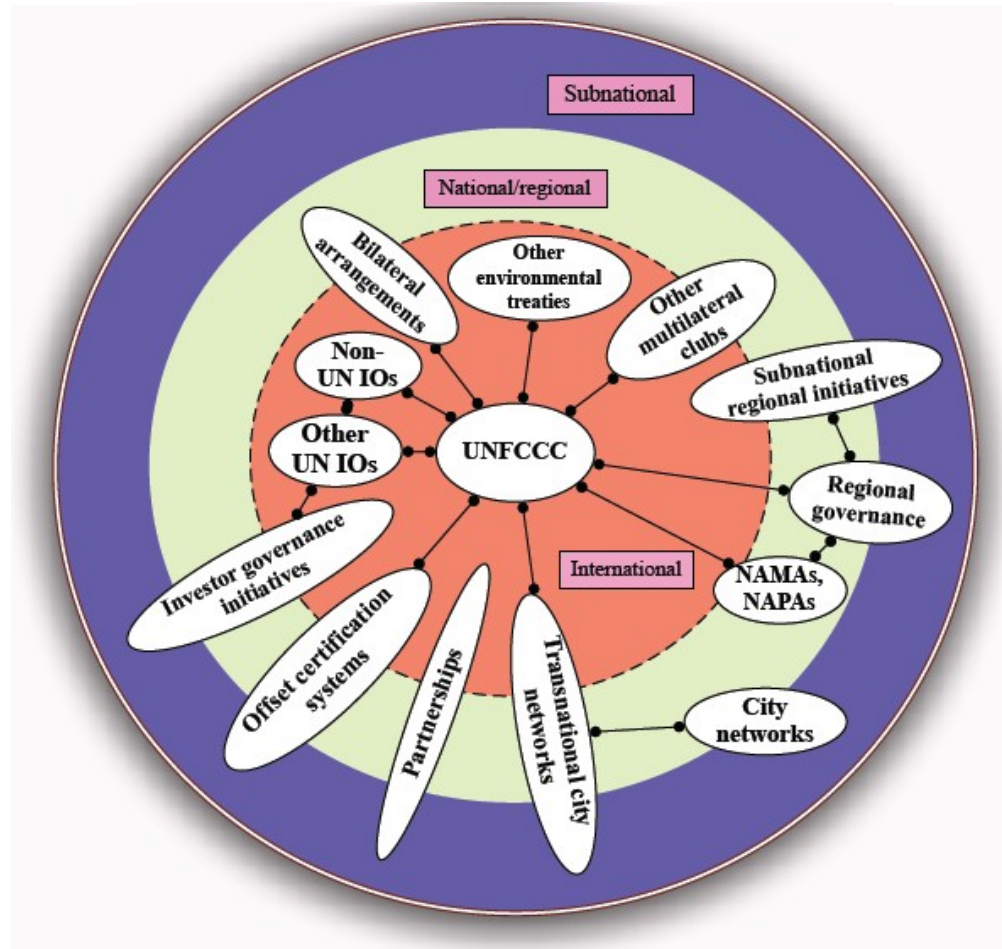 Subnational
National/regional
Bilateral
arrangements
Other
environmental
treaties
Other
multilateral
clubs
Non-
UN IOs
Subnational
regional initiatives
Other
UN IOs
UNFCCC
Regional
governance
Investor governance
initiatives
International
NAMAs,
NAPAs
Offset certification
systems
Partnerships
Transnational city
networks
City
networks